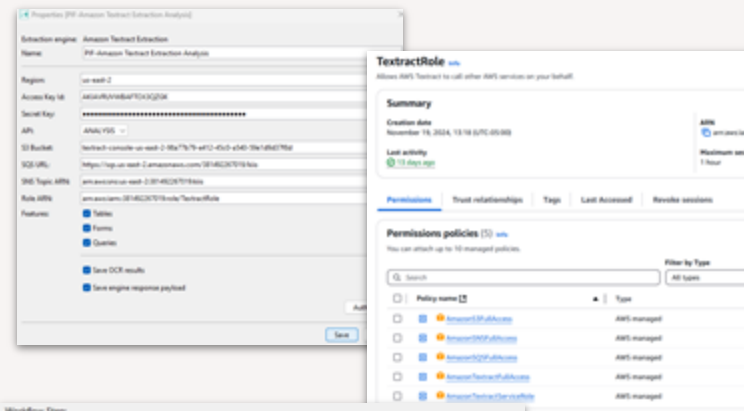 Properties [PIF-Amazon Textract Extraction Analysis]
Extraction engine: Amazon Textract Extraction
Name: PIF-Amazon Textract Extraction Analysis
Region: us-east-2
Access Key Id:
Secret Key:
API: ANALYSIS
S3 Bucket:
SQS URL:
SNS Topic ARN:
Role ARN:
Features: Tables
Forms
Queries
Save OCR results
Save engine response payload
Save
TextractRole Info
Allows AWS Textract to call other AWS services on your behalf.
Summary
Creation date
November 19, 2024, 13:18 (UTC-05:00)
ARN
Last activity
13 days ago
1 hour
Permissions Trust relationships Tags Last Accessed Revoke sessions
Permissions policies (5) Info
You can attach up to 10 managed policies.
Filter by Type
Search All types
Policy name Type
AmazonS3FullAccess AWS managed
AmazonSNSFullAccess AWS managed
AmazonSQSFullAccess AWS managed
AmazonTextractFullAccess AWS managed
AmazonTextractServiceRole AWS managed